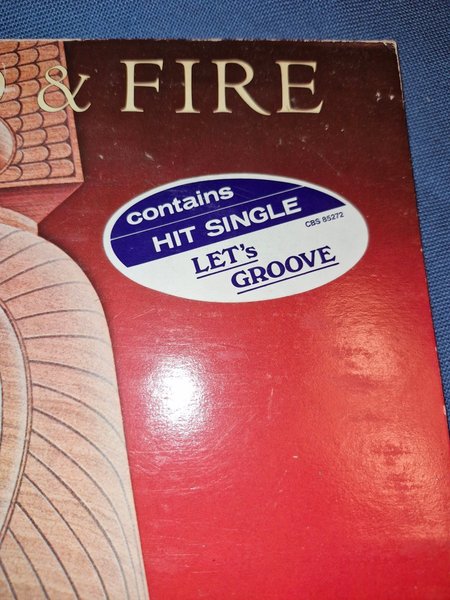 & FIRE
contains
HIT SINGLE
CBS 85272
LET's
GROOVE